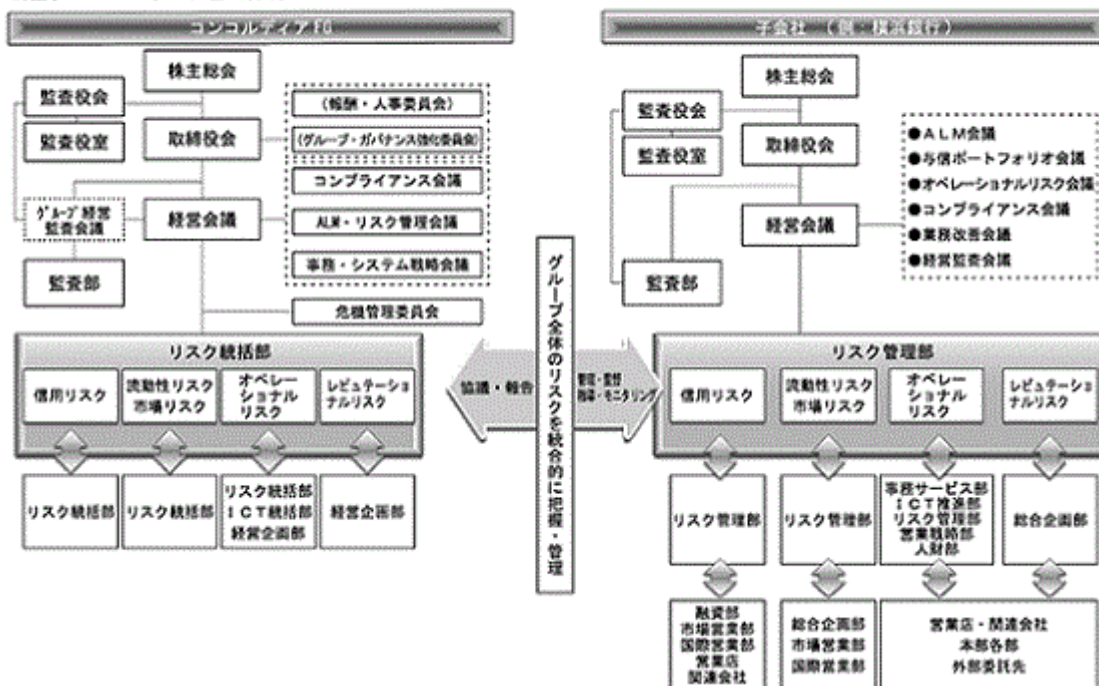 コンコルディアFG
株主総会
監査役会
監査役室
取締役会
(報酬・人事委員会)
(グループ・ガバナンス強化委員会)
コンプライアンス会議
グループ経営
監査会議
経営会議
ALM・リスク管理会議
事務・システム戦略会議
監査部
危機管理委員会
リスク統括部
信用リスク
流動性リスク
市場リスク
オペレー
ショナル
リスク
レピュテーショ
ナルリスク
リスク統括部
リスク統括部
リスク統括部
ICT統括部
経営企画部
経営企画部
協議・報告
グループ全体のリスクを統合的に把握・管理
管理・監督
指導・モニタリング
子会社 (例:横浜銀行)
株主総会
監査役会
監査役室
取締役会
経営会議
監査部
●ALM会議
●与信ポートフォリオ会議
●オペレーショナルリスク会議
●コンプライアンス会議
●業務改善会議
●経営監査会議
リスク管理部
信用リスク
流動性リスク
市場リスク
オペレー
ショナル
リスク
レピュテーショ
ナルリスク
リスク管理部
リスク管理部
事務サービス部
ICT推進部
リスク管理部
営業戦略部
人財部
総合企画部
融資部
市場営業部
国際営業部
営業店
関連会社
総合企画部
市場営業部
国際営業部
営業店・関連会社
本部各部
外部委託先